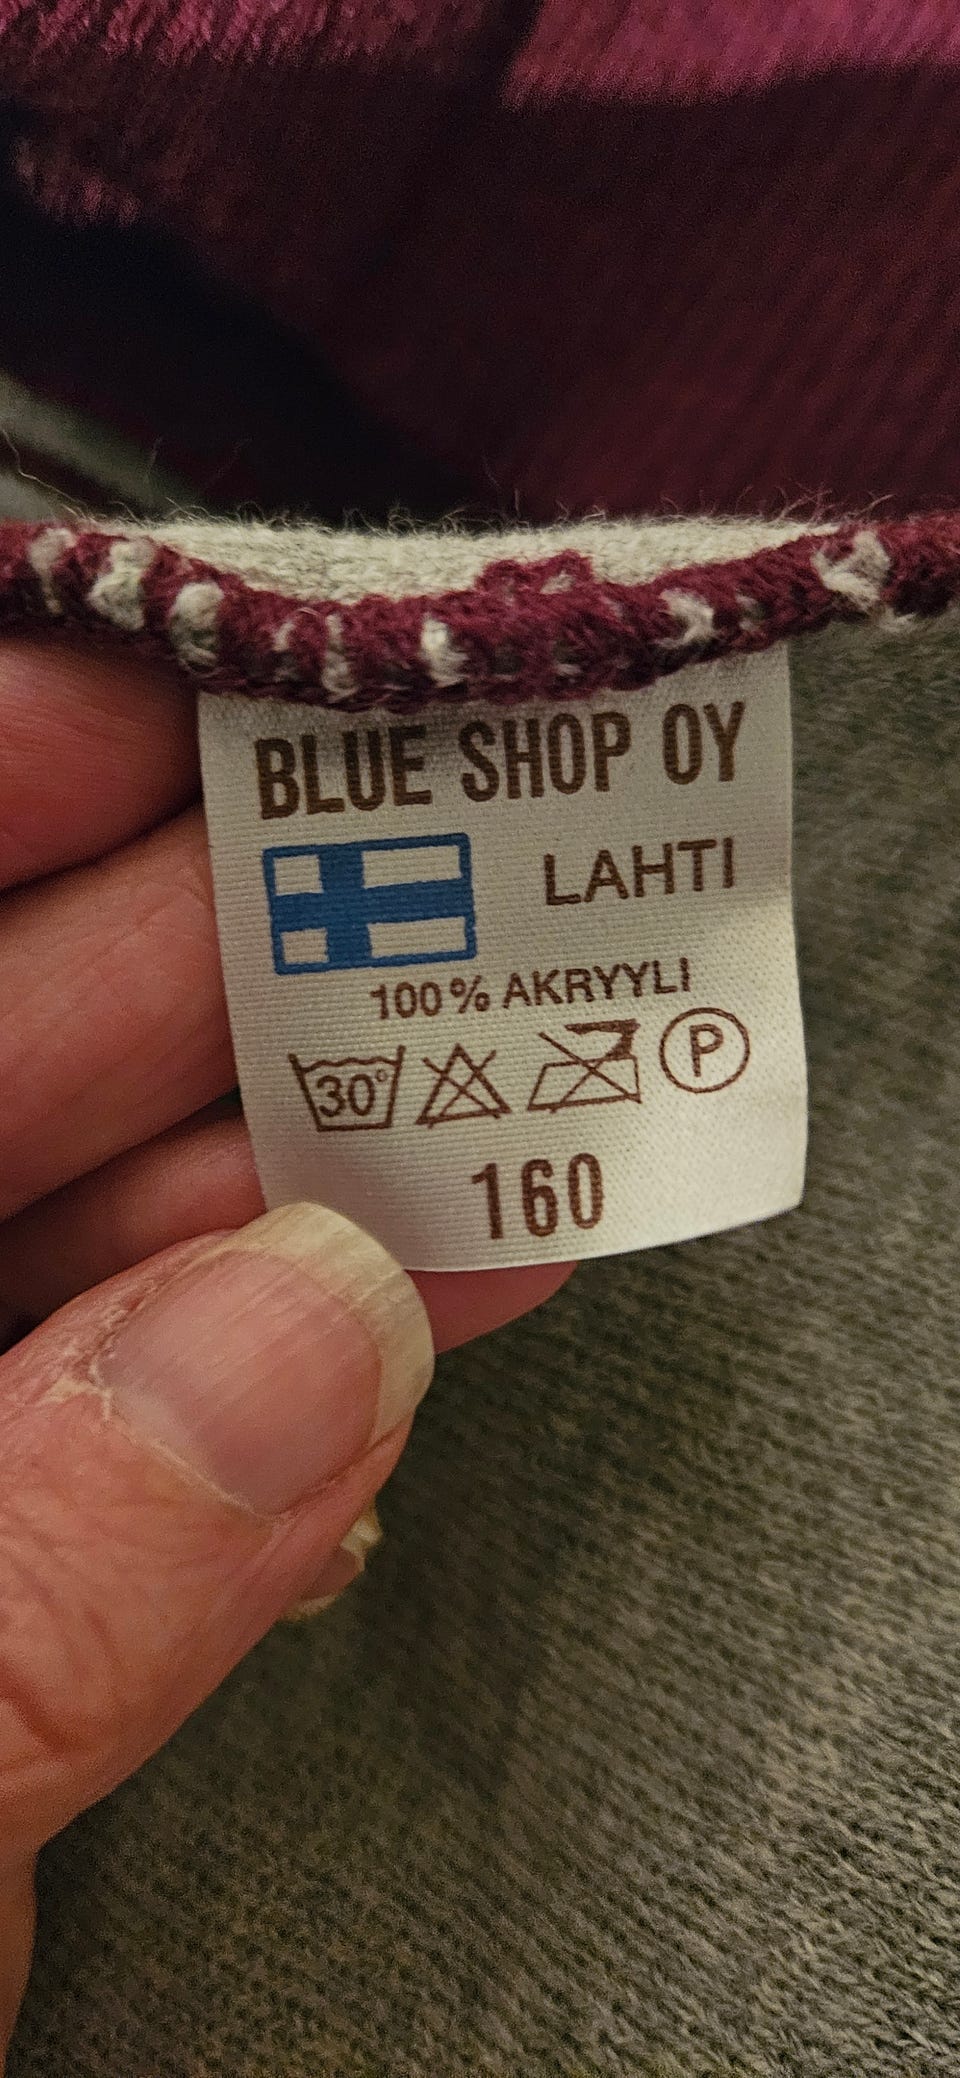 BLUE SHOP OY
LAHTI
100% AKRYYLI
30° P
160